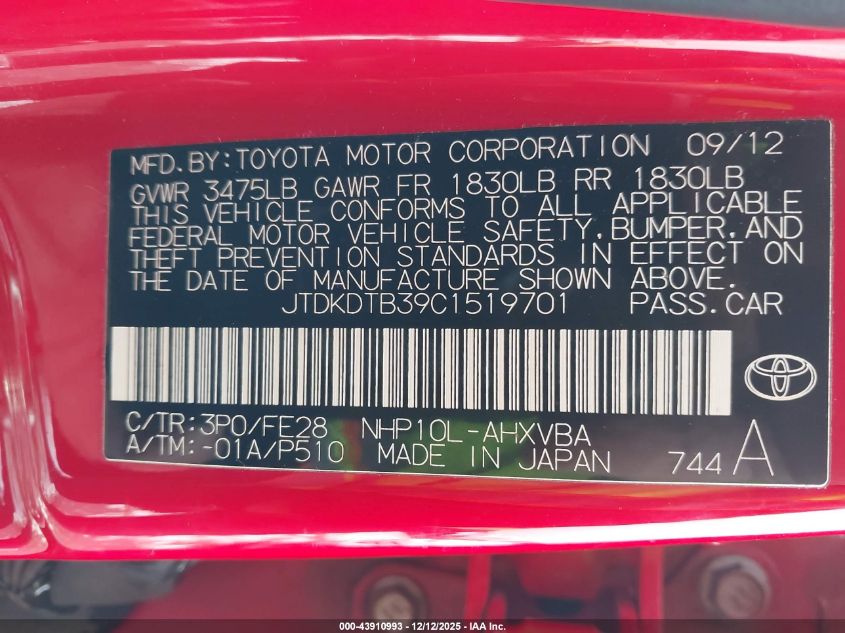 MFD.BY:TOYOTA MOTOR CORPORATION 09/12
GVWR 3475LB GAWR FR 1830LB RR 1830LB
THIS VEHICLE CONFORMS TO ALL APPLICABLE
FEDERAL MOTOR VEHICLE SAFETY,BUMPER,AND
THEFT PREVENTION STANDARDS IN EFFECT ON
THE DATE OF MANUFACTURE SHOWN ABOVE.
JTDKDTB39C1519701 PASS.CAR
C/TR:3P0/FE28 NHP10L-AHXVBA
A/TM:-01A/P510 MADE IN JAPAN 744 A
000-43910993 - 12/12/2025 - IAA Inc.